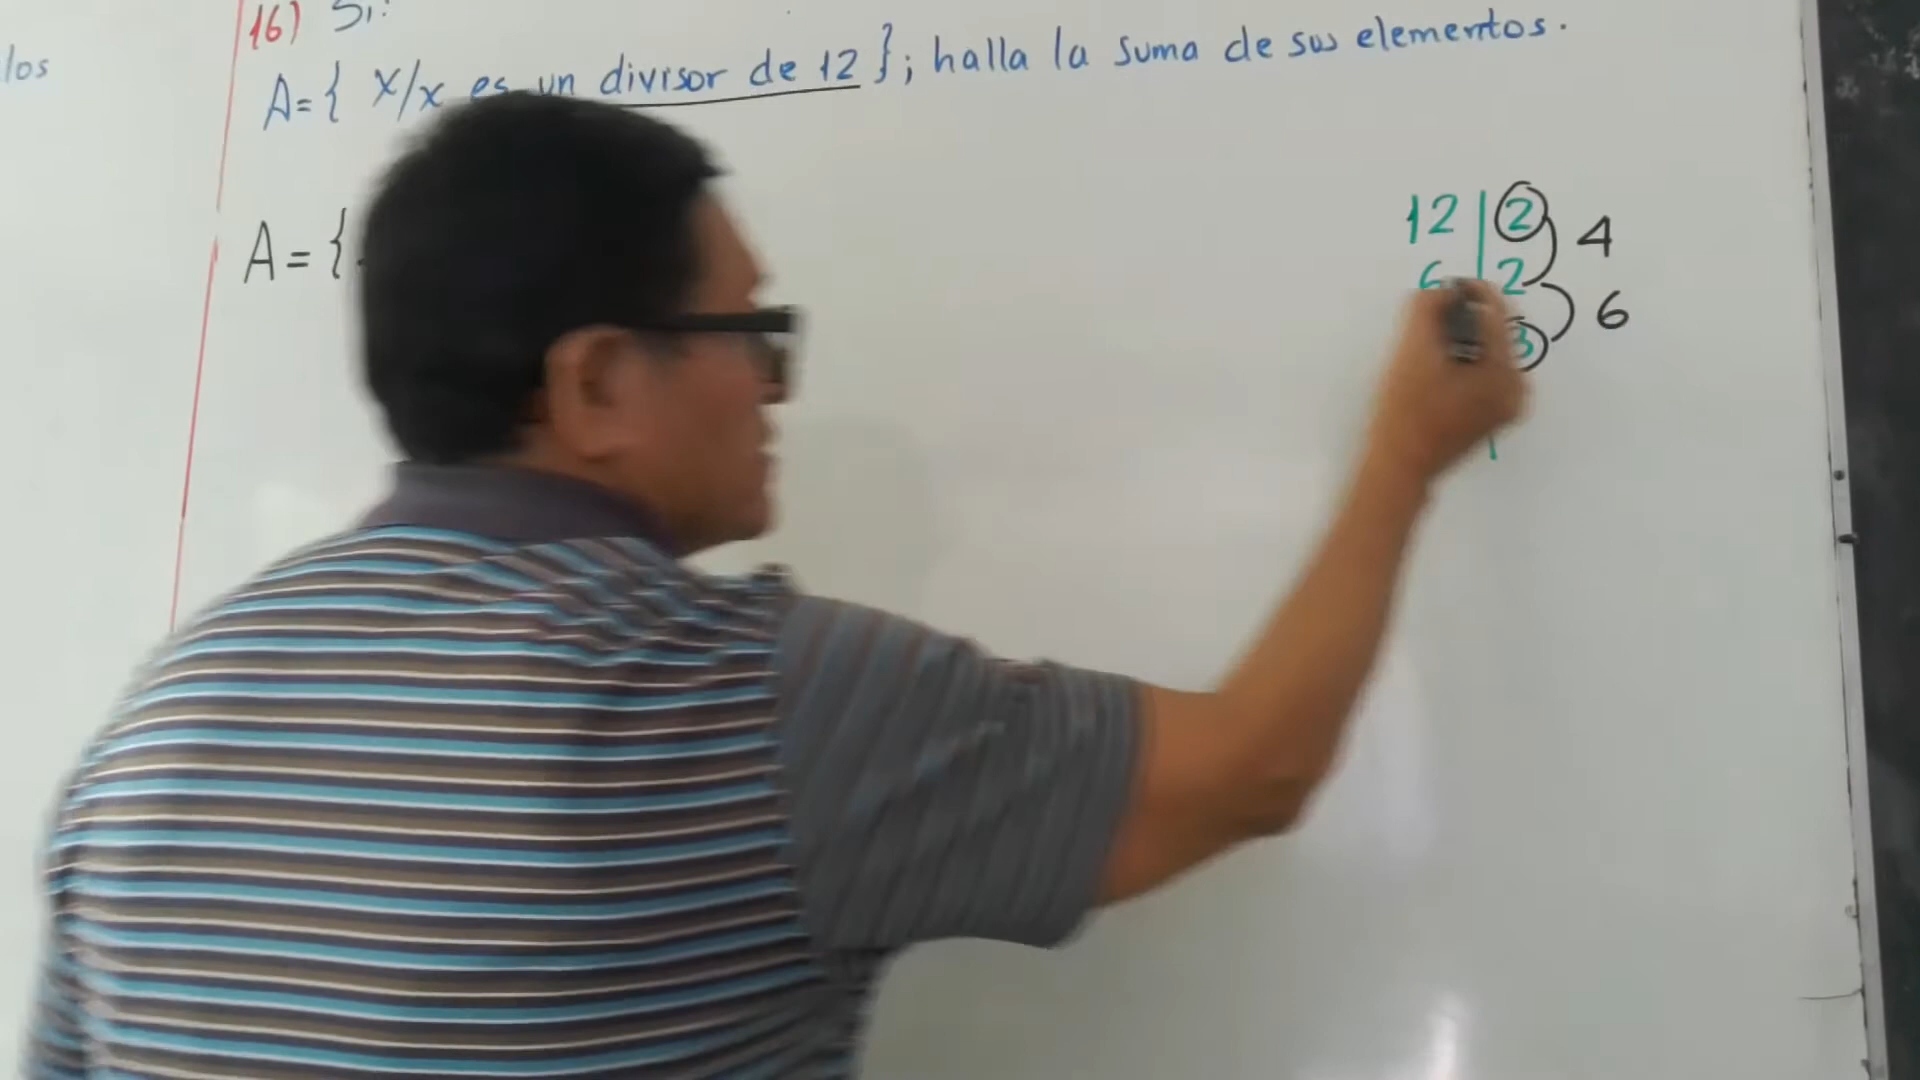 los
16) Si:
A={ x/x es un divisor de 12 }; halla la suma de sus elementos.
A={
12 | 2
4
6 | 2
6
3